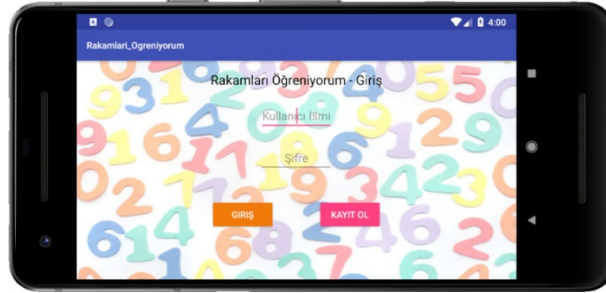 4:00
Rakamlari_Ogreniyorum
Rakamları Öğreniyorum - Giriş
Kullanıcı İsmi
Şifre
GIRIŞ
KAYIT OL